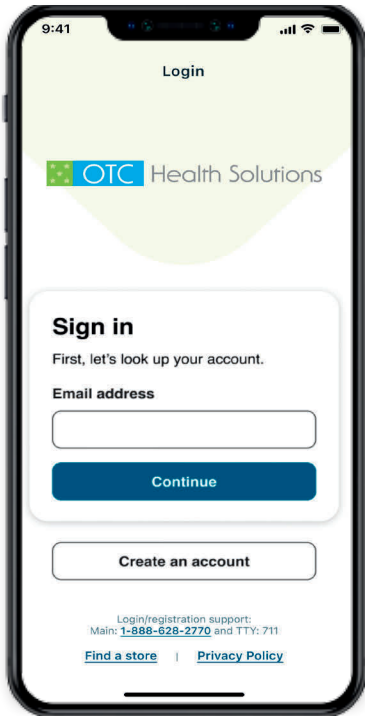 9:41
Login
OTC Health Solutions
Sign in
First, let's look up your account.
Email address
Continue
Create an account
Login/registration support:
Main: 1-888-628-2770 and TTY: 711
Find a store | Privacy Policy